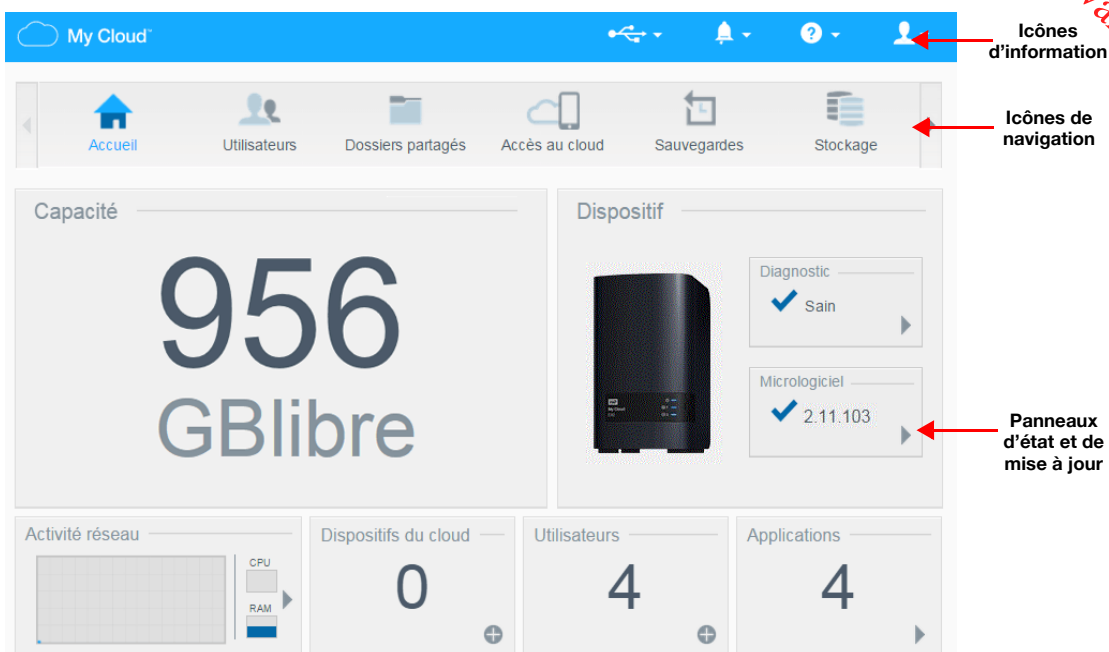 My Cloud™
?
Icônes
d'information
Accueil
Utilisateurs
Dossiers partagés
Accès au cloud
Sauvegardes
Stockage
Icônes de
navigation
Capacité
956
GBlibre
Dispositif
Diagnostic
Sain
Micrologiciel
2.11.103
Panneaux
d'état et de
mise à jour
Activité réseau
CPU
RAM
Dispositifs du cloud
0
Utilisateurs
4
Applications
4